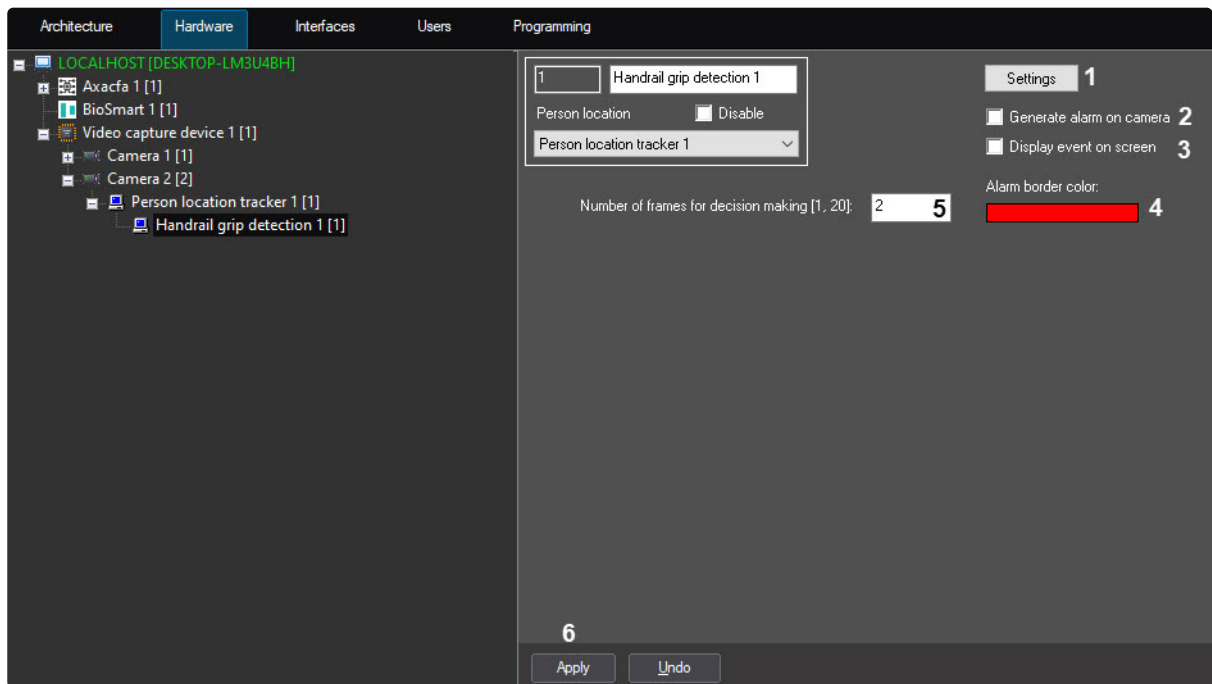 Architecture Hardware Interfaces Users Programming
LOCALHOST [DESKTOP-LM3U4BH]
Axacfa 1 [1]
BioSmart 1 [1]
Video capture device 1 [1]
Camera 1 [1]
Camera 2 [2]
Person location tracker 1 [1]
Handrail grip detection 1 [1]
1 Handrail grip detection 1
Person location Disable
Person location tracker 1
Number of frames for decision making [1, 20]: 2 5
Settings 1
Generate alarm on camera 2
Display event on screen 3
Alarm border color:
4
6
Apply Undo